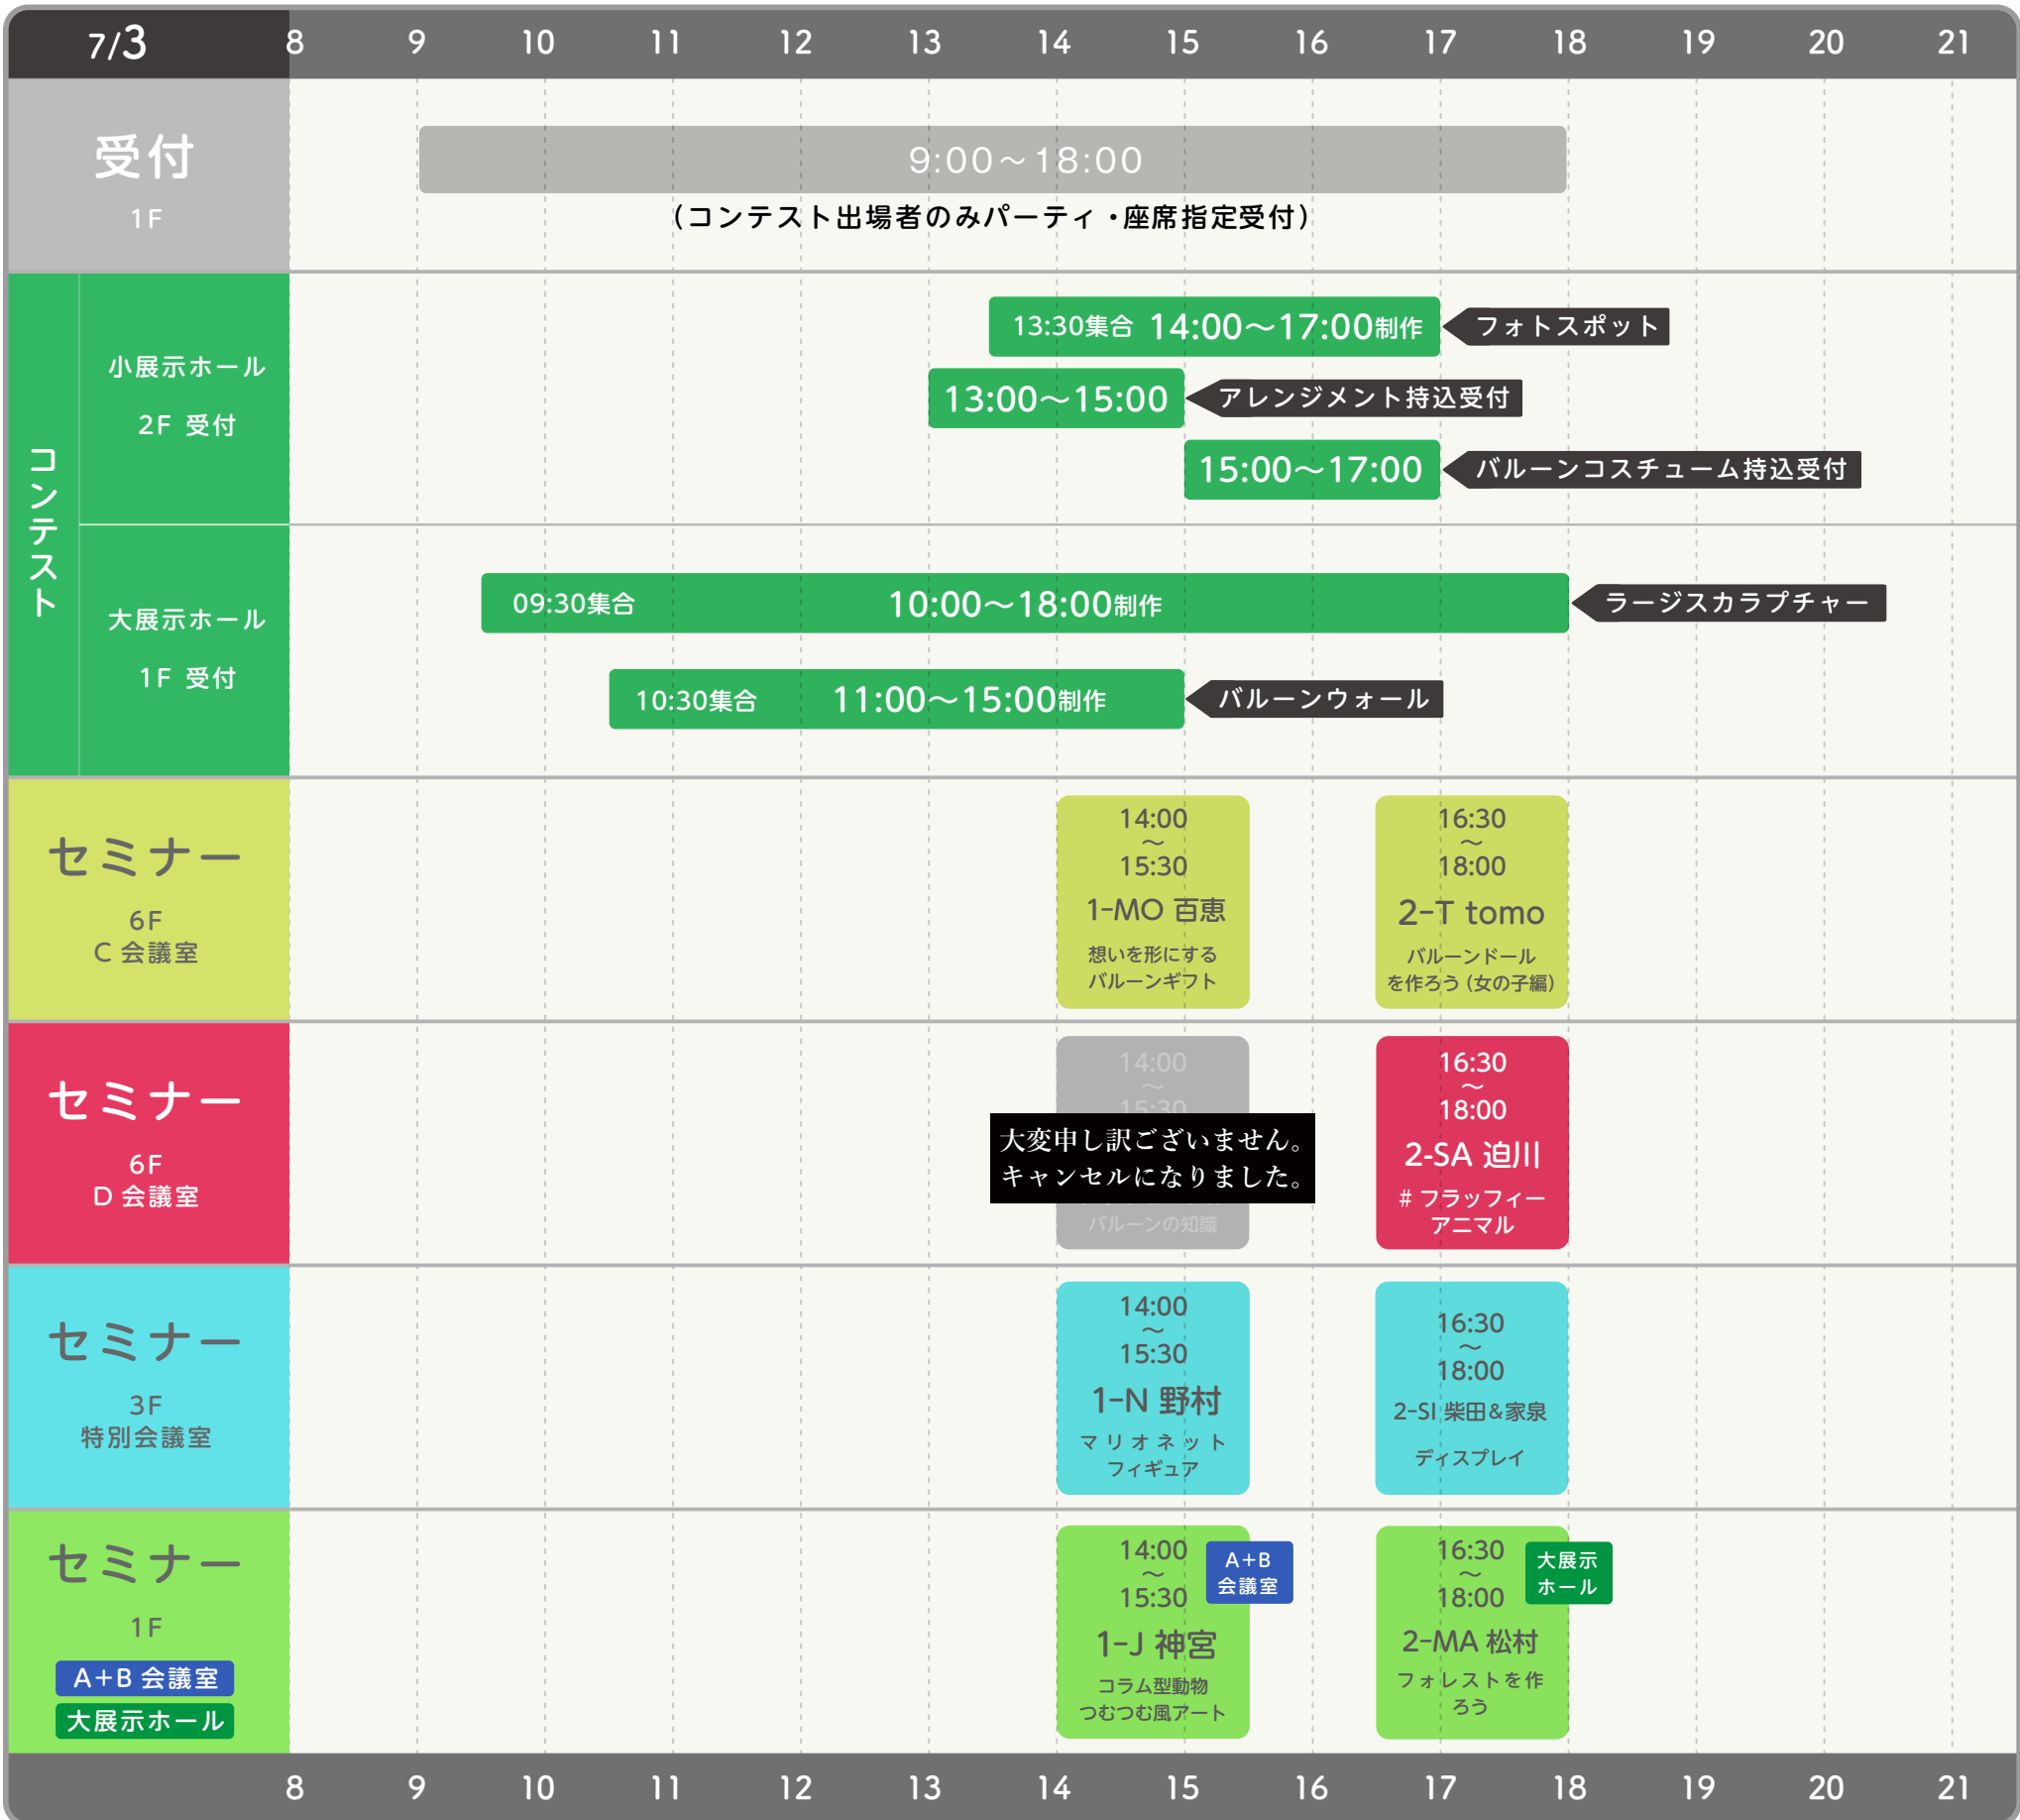 7/3 8 9 10 11 12 13 14 15 16 17 18 19 20 21
受付
1F
9:00～18:00
(コンテスト出場者のみパーティ・座席指定受付)
コンテスト
小展示ホール
2F 受付
13:30集合 14:00～17:00制作 フォトスポット
13:00～15:00 アレンジメント持込受付
15:00～17:00 バルーンコスチューム持込受付
大展示ホール
1F 受付
09:30集合 10:00～18:00制作 ラージスカラプチャー
10:30集合 11:00～15:00制作 バルーンウォール
セミナー
6F
C 会議室
14:00
～
15:30
1-MO 百恵
想いを形にする
バルーンギフト
16:30
～
18:00
2-T tomo
バルーンドール
を作ろう(女の子編)
セミナー
6F
D 会議室
14:00
～
15:30
大変申し訳ございません。
キャンセルになりました。
バルーンの知識
16:30
～
18:00
2-SA 迫川
# フラッフィー
アニマル
セミナー
3F
特別会議室
14:00
～
15:30
1-N 野村
マリオネット
フィギュア
16:30
～
18:00
2-SI 柴田&家泉
ディスプレイ
セミナー
1F
A+B 会議室
大展示ホール
14:00
～
15:30
A+B
会議室
1-J 神宮
コラム型動物
つむつむ風アート
16:30
～
18:00
大展示
ホール
2-MA 松村
フォレストを作
ろう
8 9 10 11 12 13 14 15 16 17 18 19 20 21